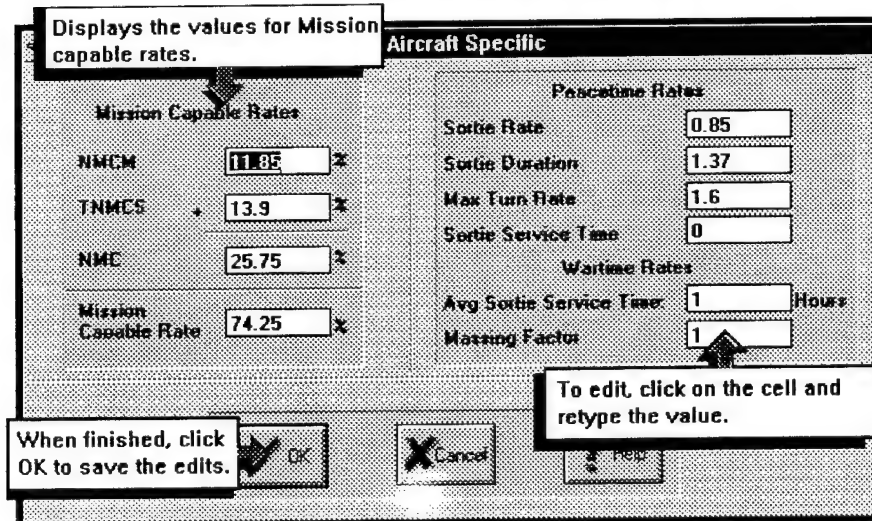 Displays the values for Mission
capable rates.
Aircraft Specific
Mission Capable Rates
NMCM 11.85 %
TNMCS + 13.9 %
NMC 25.75 %
Mission
Capable Rate 74.25 %
Peacetime Rates
Sortie Rate 0.85
Sortie Duration 1.37
Max Turn Rate 1.6
Sortie Service Time 0
Wartime Rates
Avg Sortie Service Time: 1 Hours
Massing Factor 1
To edit, click on the cell and
retype the value.
When finished, click
OK to save the edits.
OK
Cancel
Help